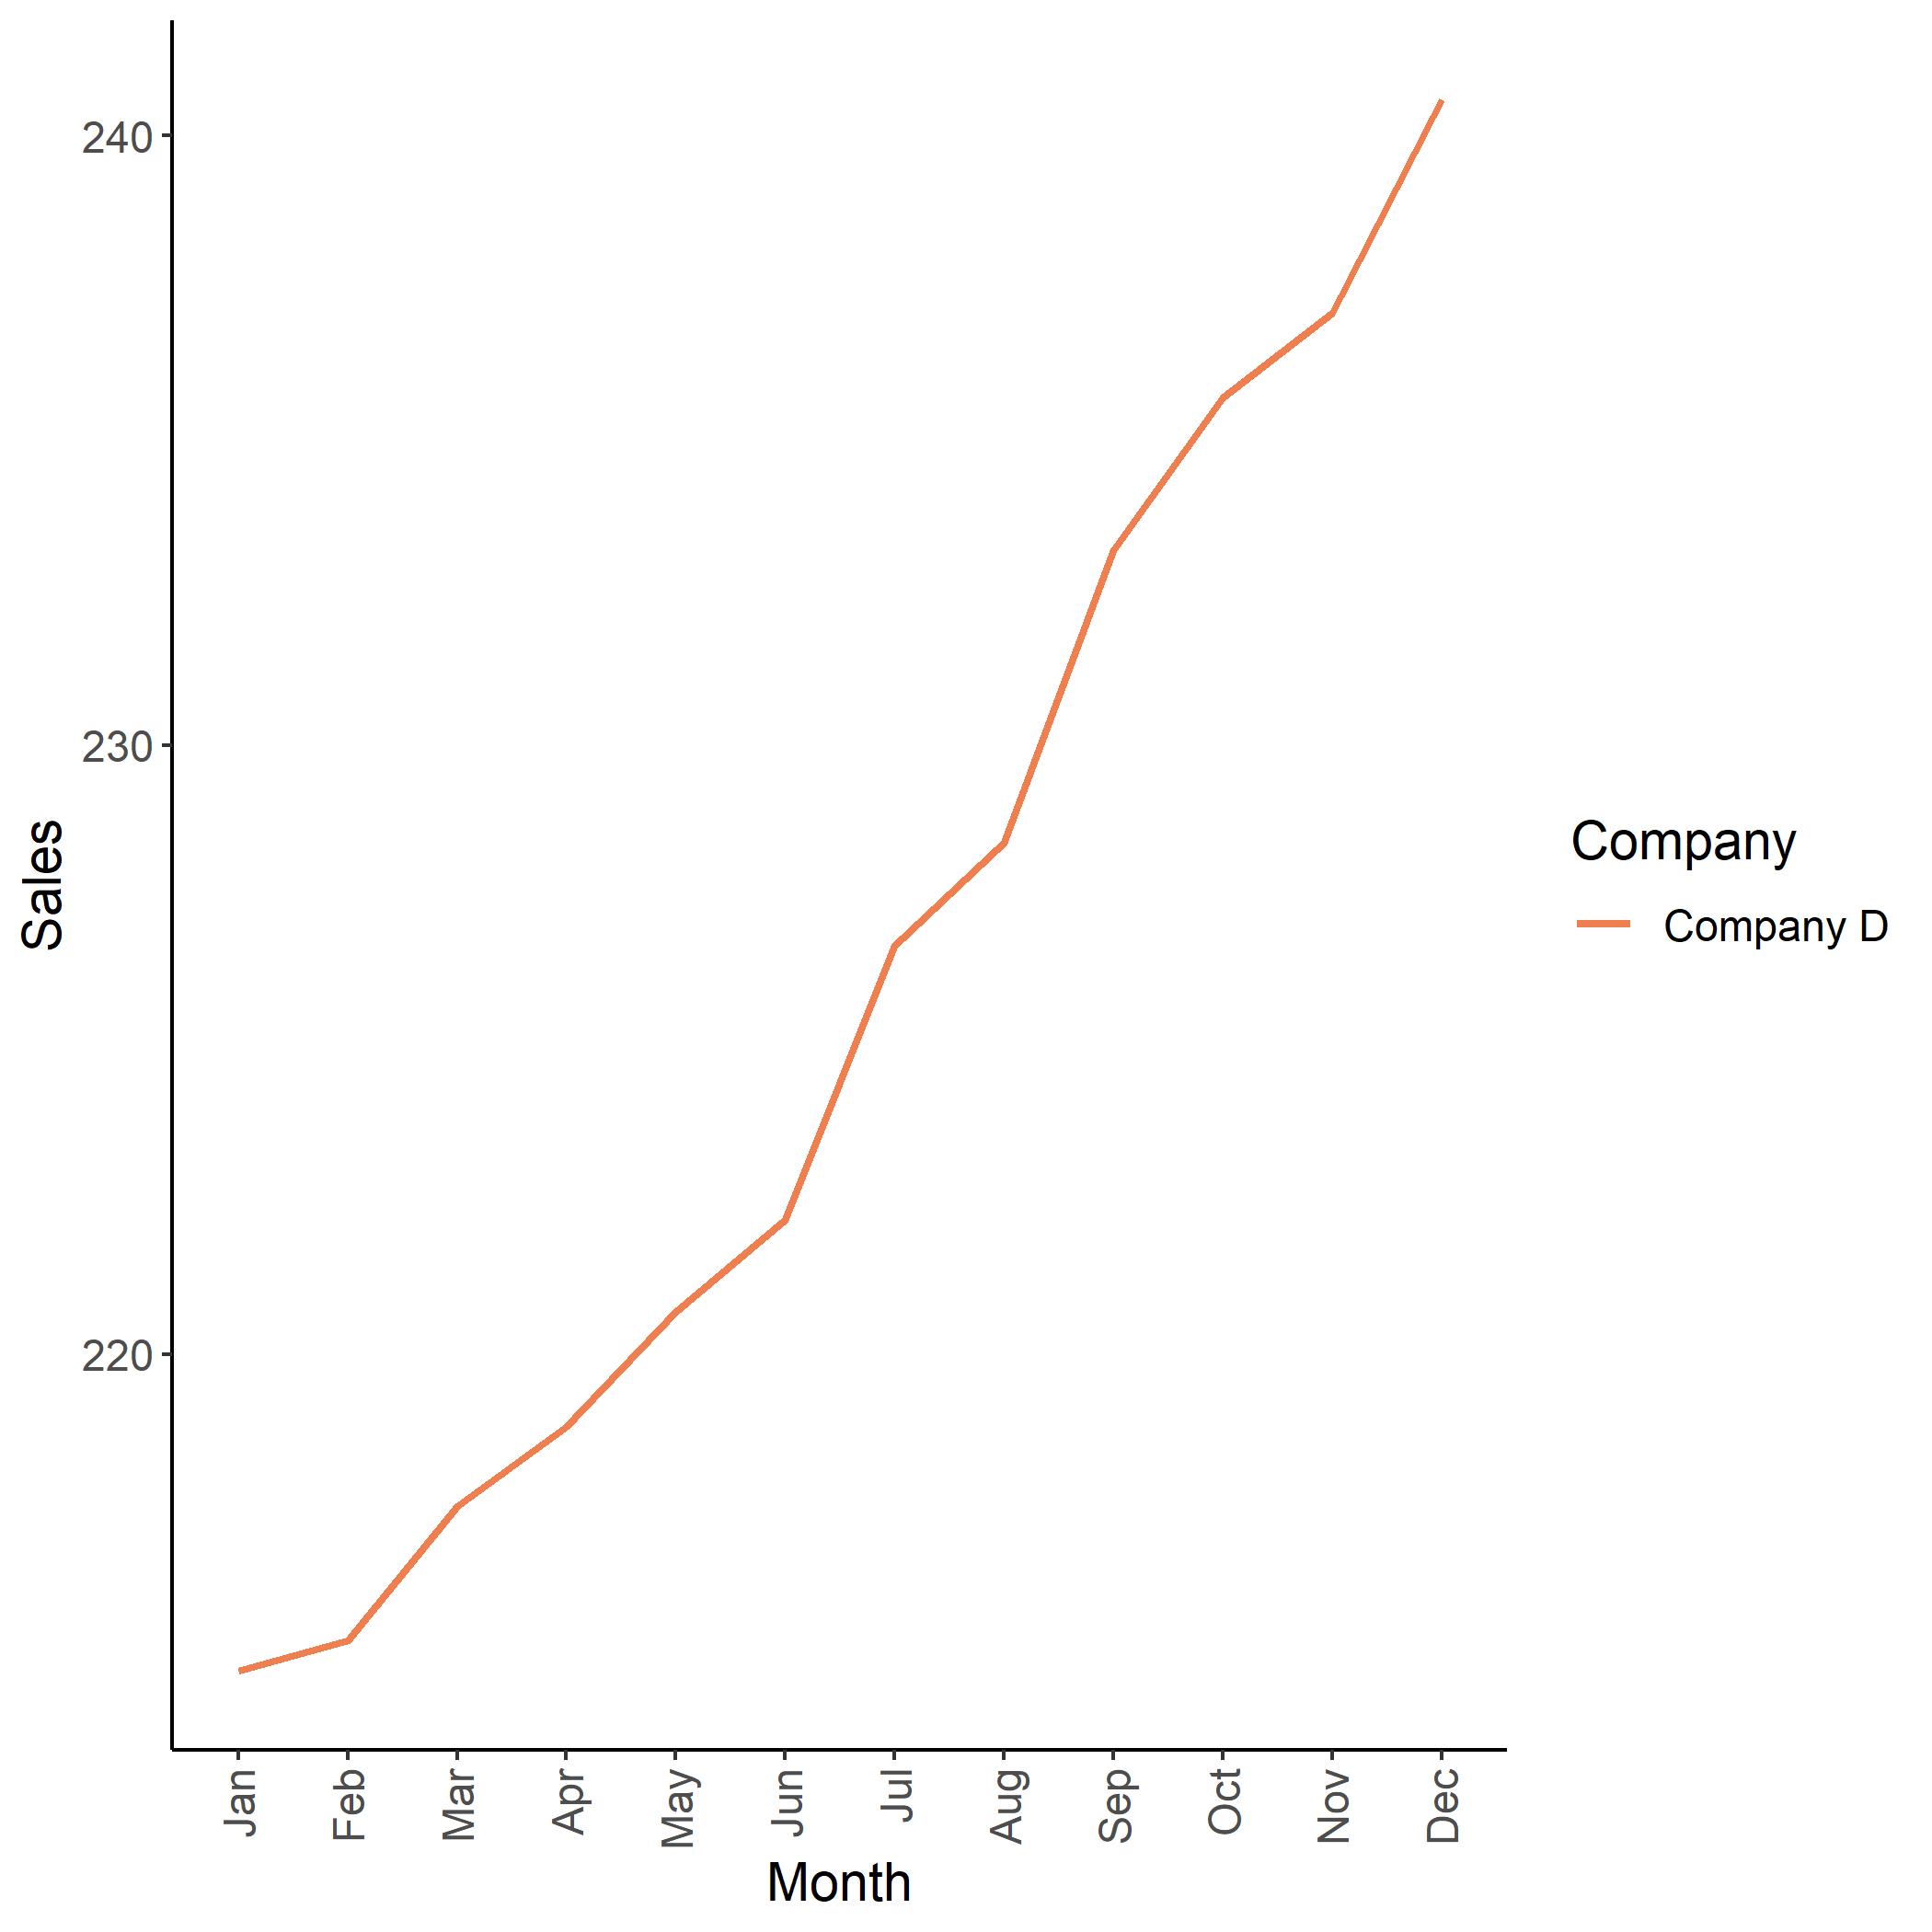 240
230
220
Sales
Jan
Feb
Mar
Apr
May
Jun
Jul
Aug
Sep
Oct
Nov
Dec
Month
Company
Company D